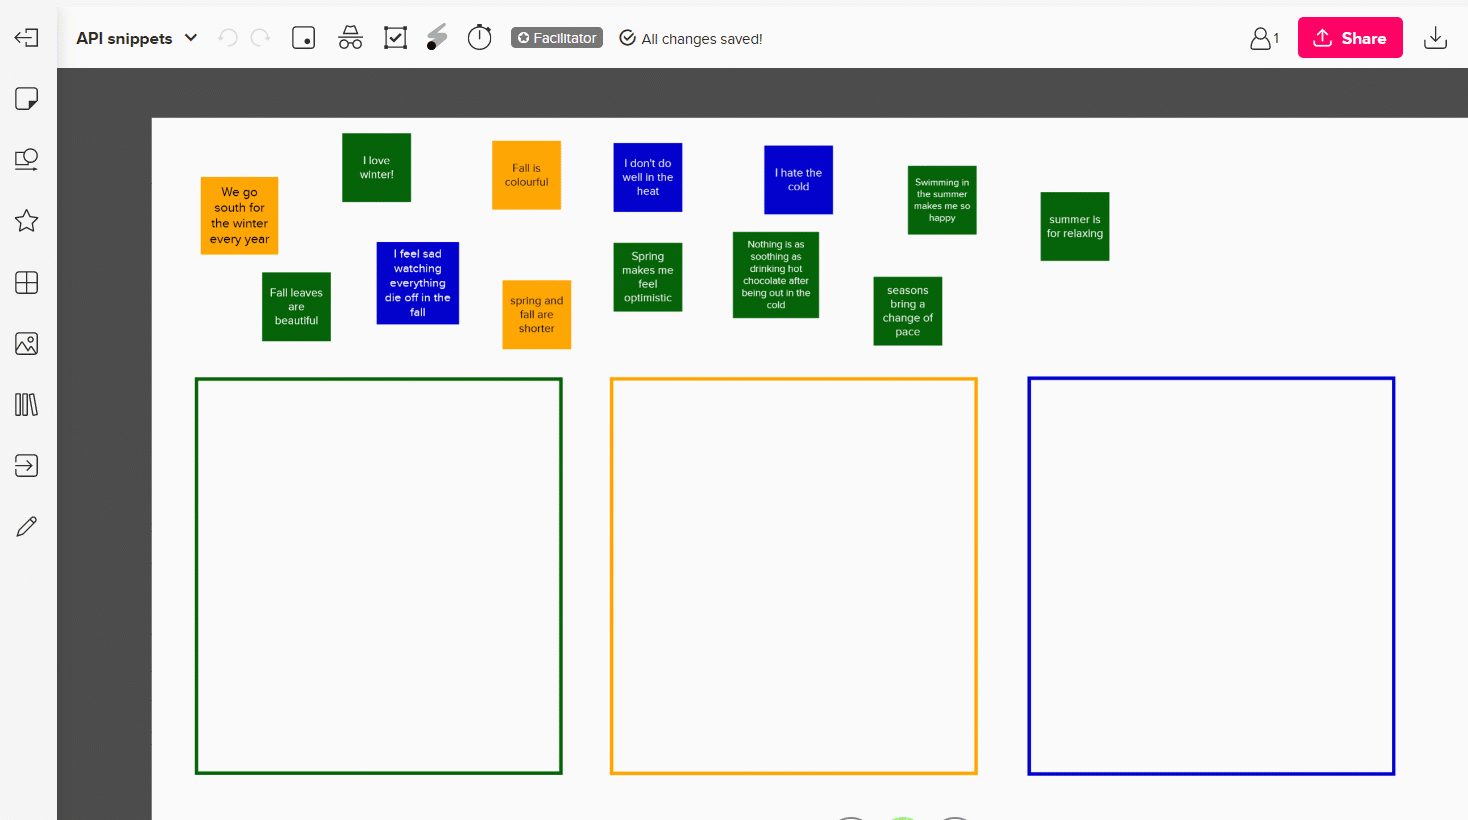 API snippets
Facilitator
All changes saved!
1
Share
I love
winter!
Fall is
colourful
I don't do
well in the
heat
I hate the
cold
Swimming in
the summer
makes me so
happy
We go
south for
the winter
every year
summer is
for relaxing
I feel sad
watching
everything
die off in the
fall
Spring
makes me
feel
optimistic
Nothing is as
soothing as
drinking hot
chocolate after
being out in the
cold
Fall leaves
are
beautiful
spring and
fall are
shorter
seasons
bring a
change of
pace